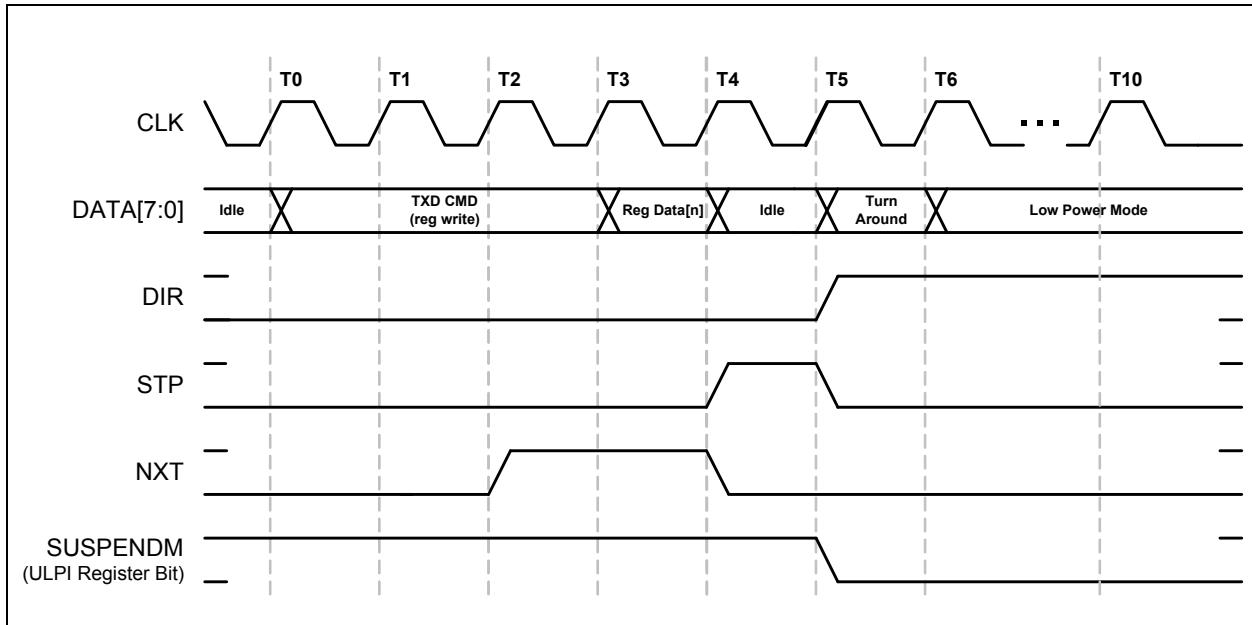 T0 T1 T2 T3 T4 T5 T6 T10
CLK
...
DATA[7:0] Idle TXD CMD Reg Data[n] Idle Turn Low Power Mode
(reg write) Around
DIR
STP
NXT
SUSPENDM
(ULPI Register Bit)